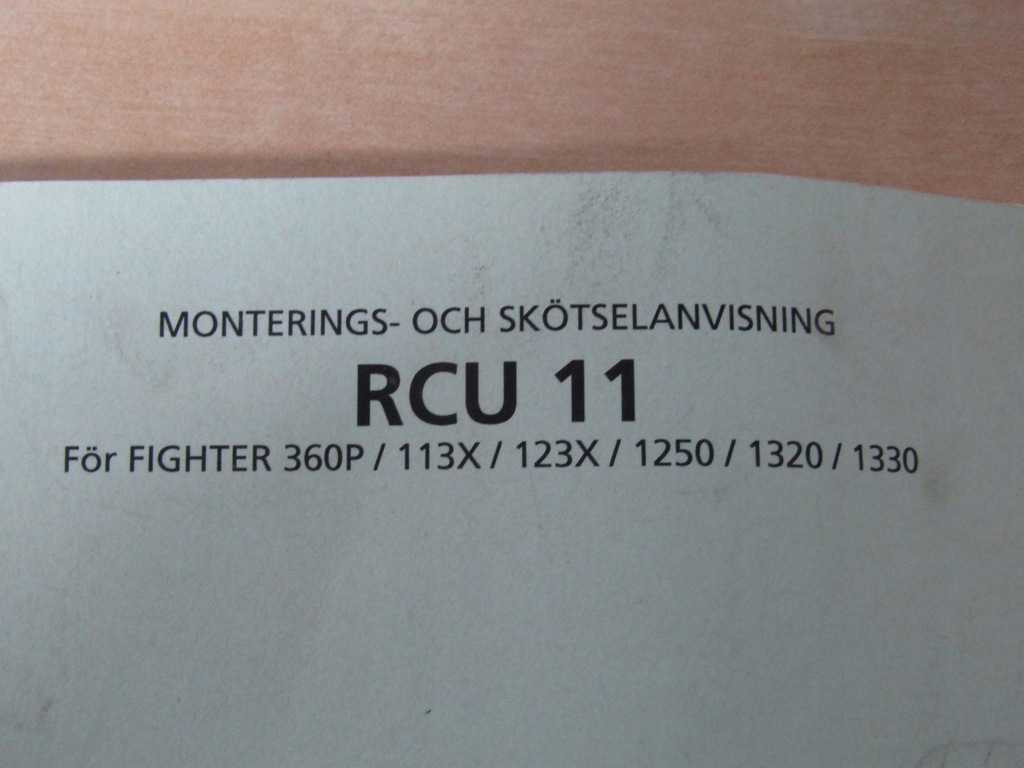 MONTERINGS- OCH SKÖTSELANVISNING
RCU 11
För FIGHTER 360P / 113X / 123X / 1250 / 1320 / 1330